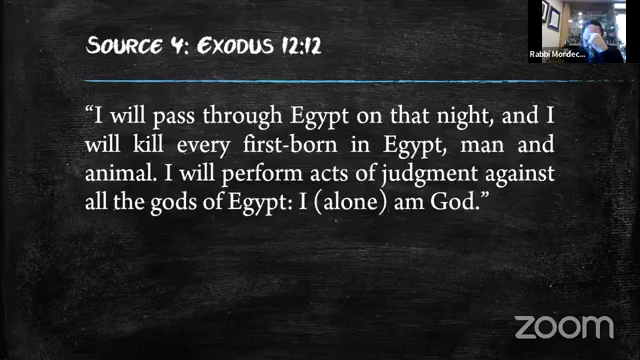 Source 4: Exodus 12:12
Rabbi Mordec...
“I will pass through Egypt on that night, and I
will kill every first-born in Egypt, man and
animal. I will perform acts of judgment against
all the gods of Egypt: I (alone) am God.”
zoom